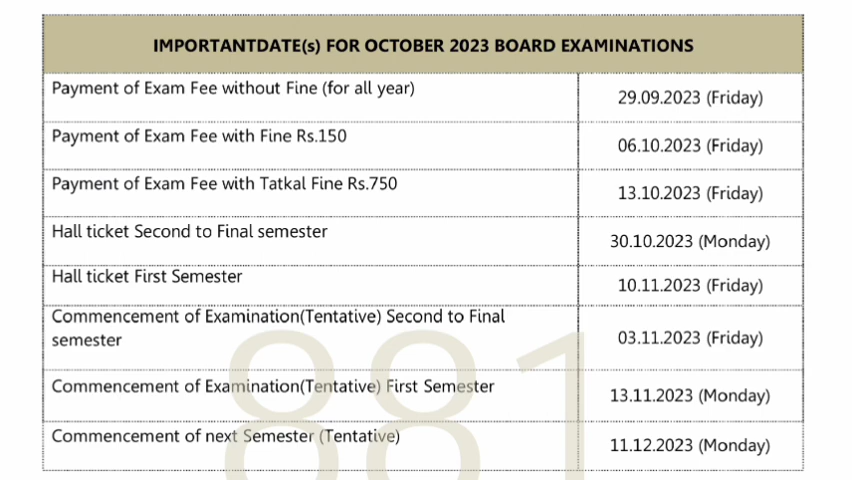 IMPORTANTDATE(s) FOR OCTOBER 2023 BOARD EXAMINATIONS
Payment of Exam Fee without Fine (for all year)
29.09.2023 (Friday)
Payment of Exam Fee with Fine Rs.150
06.10.2023 (Friday)
Payment of Exam Fee with Tatkal Fine Rs.750
13.10.2023 (Friday)
Hall ticket Second to Final semester
30.10.2023 (Monday)
Hall ticket First Semester
10.11.2023 (Friday)
Commencement of Examination(Tentative) Second to Final
semester
03.11.2023 (Friday)
Commencement of Examination(Tentative) First Semester
13.11.2023 (Monday)
Commencement of next Semester (Tentative)
11.12.2023 (Monday)
881